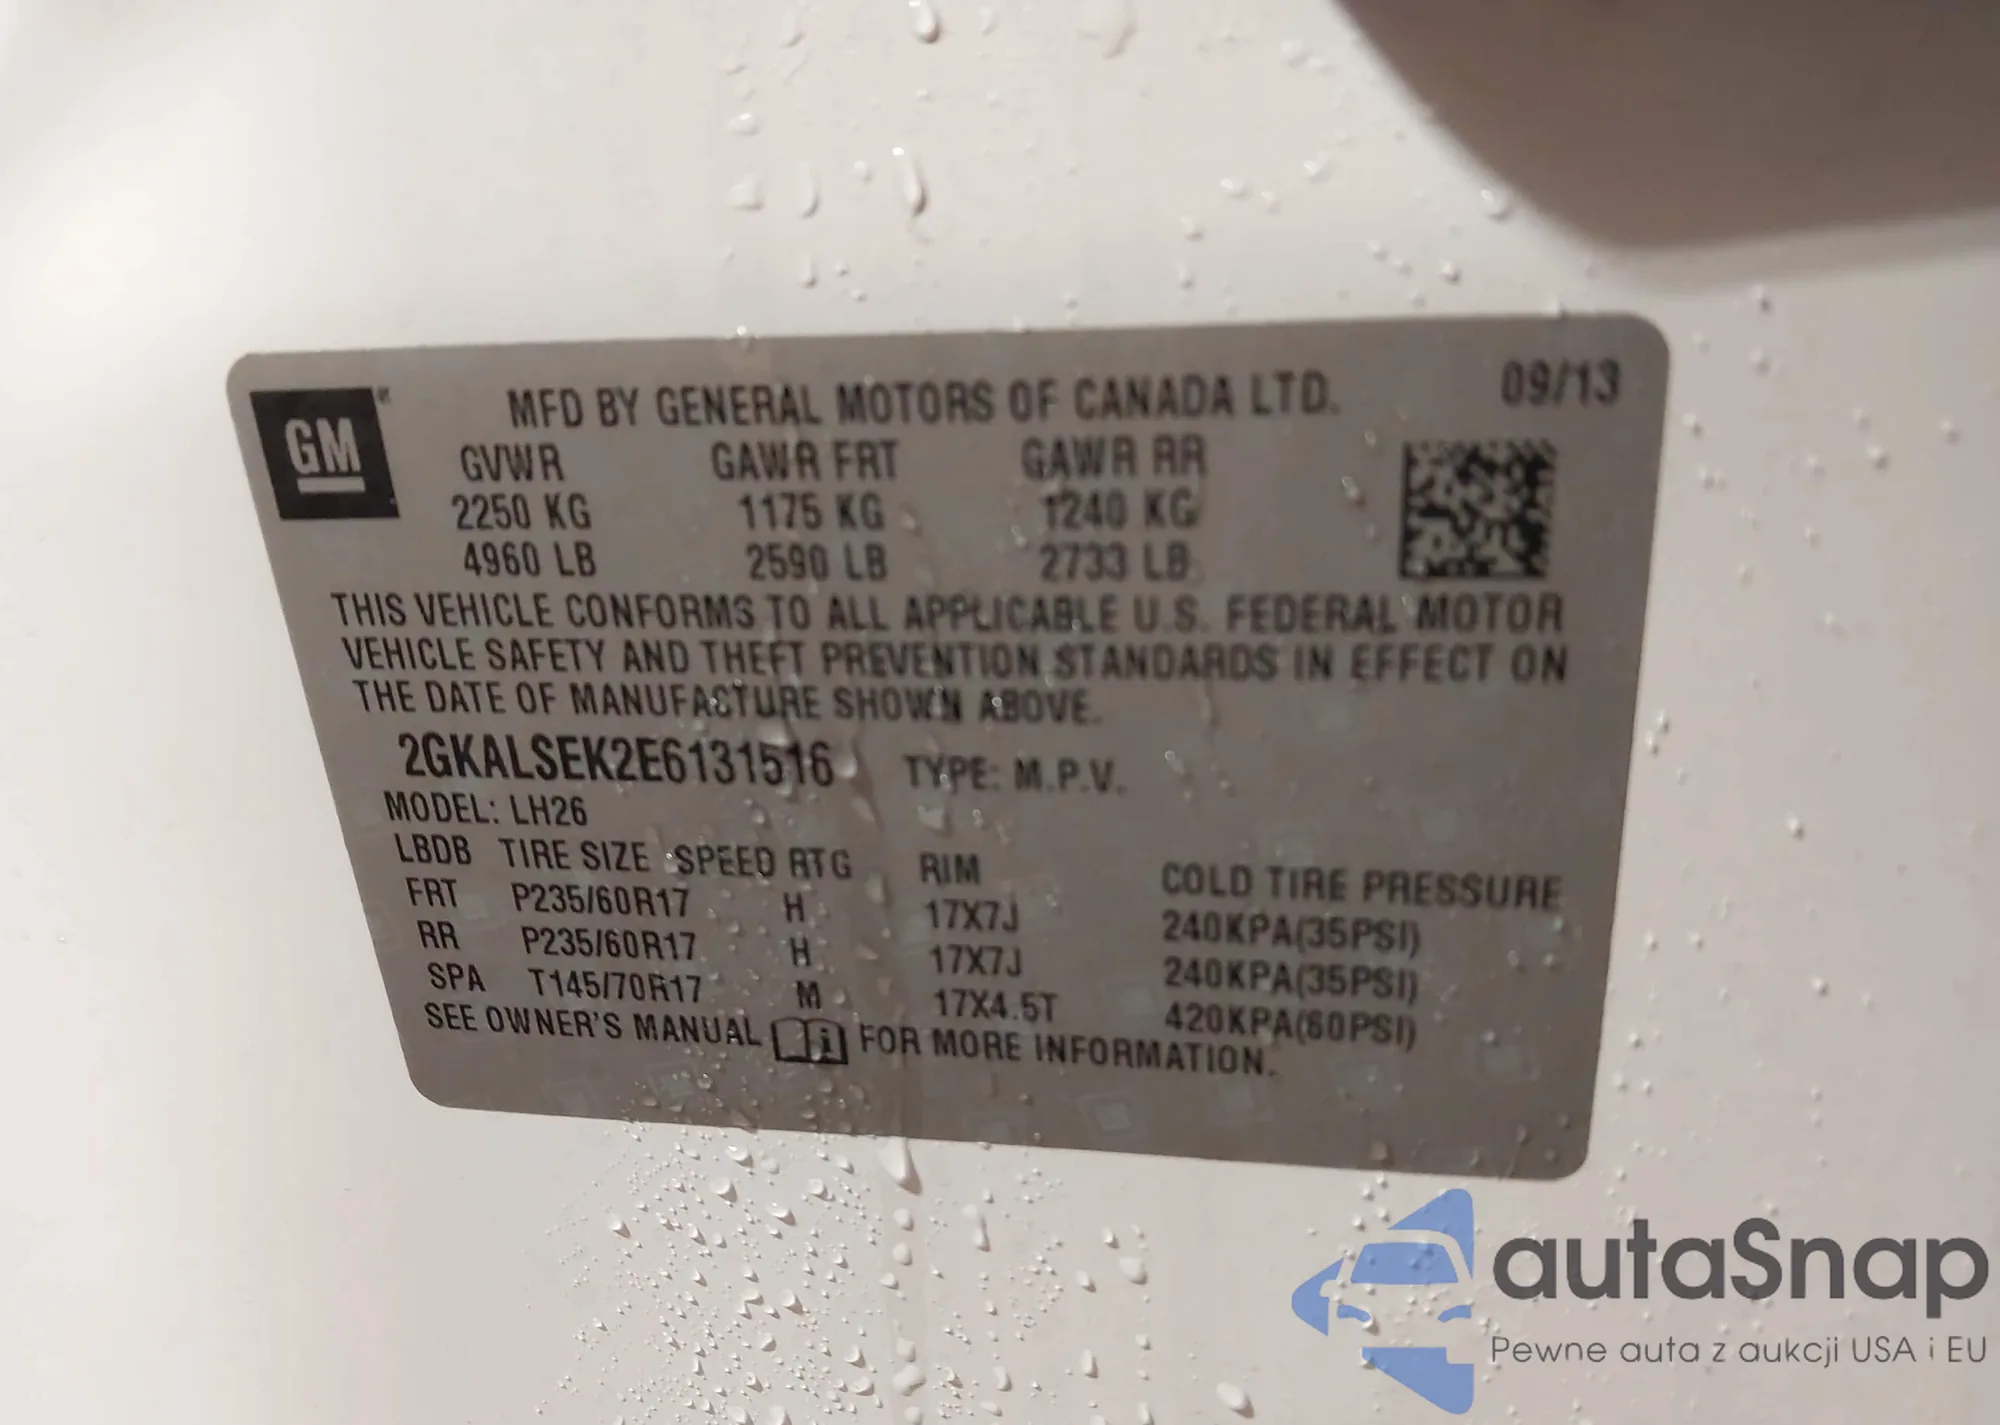 GM
MFD BY GENERAL MOTORS OF CANADA LTD. 09/13
GVWR GAWR FRT GAWR RR
2250 KG 1175 KG 1240 KG
4960 LB 2590 LB 2733 LB
THIS VEHICLE CONFORMS TO ALL APPLICABLE U.S. FEDERAL MOTOR
VEHICLE SAFETY AND THEFT PREVENTION STANDARDS IN EFFECT ON
THE DATE OF MANUFACTURE SHOWN ABOVE.
2GKALSEK2E6131516 TYPE: M.P.V.
MODEL: LH26
LBDB TIRE SIZE SPEED RTG RIM COLD TIRE PRESSURE
FRT P235/60R17 H 17X7J 240KPA(35PSI)
RR P235/60R17 H 17X7J 240KPA(35PSI)
SPA T145/70R17 M 17X4.5T 420KPA(60PSI)
SEE OWNER'S MANUAL FOR MORE INFORMATION.
autaSnap
Pewne auta z aukcji USA i EU